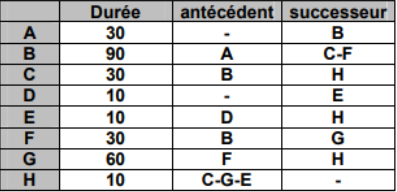 Durée antécédent successeur
A 30 - B
B 90 A C-F
C 30 B H
D 10 - E
E 10 D H
F 30 B G
G 60 F H
H 10 C-G-E -